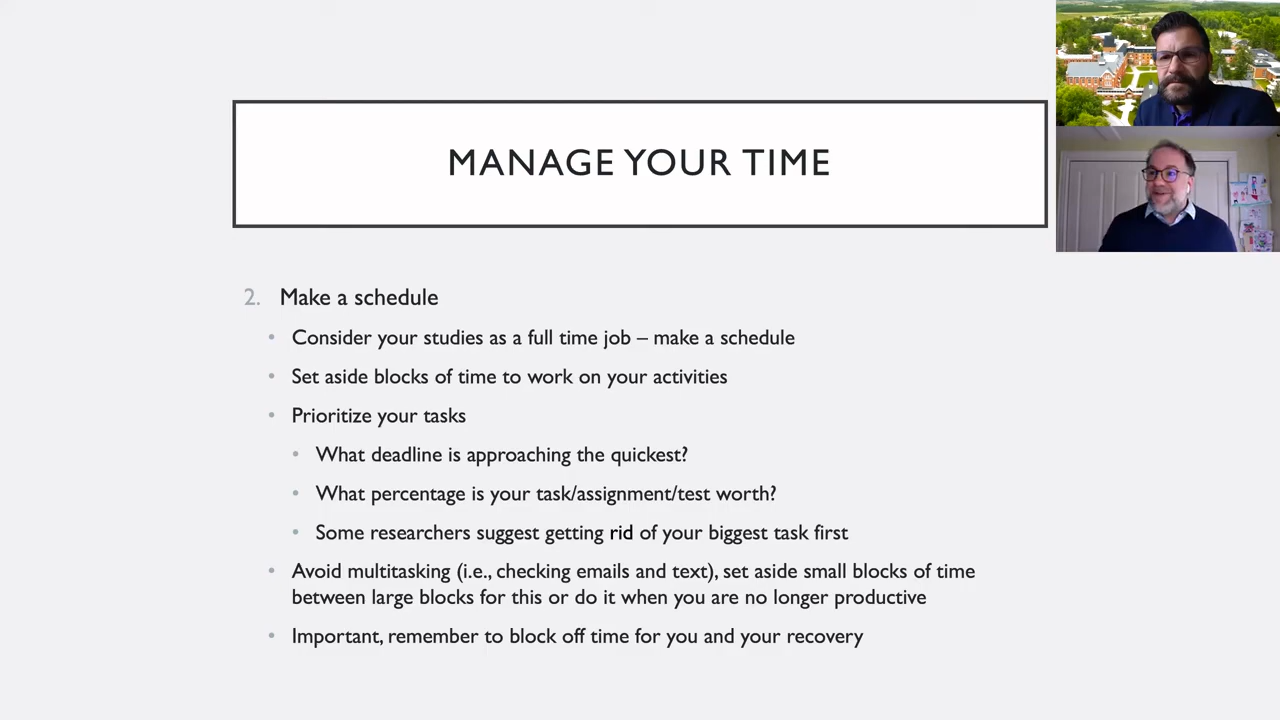 MANAGE YOUR TIME
2. Make a schedule
• Consider your studies as a full time job – make a schedule
• Set aside blocks of time to work on your activities
• Prioritize your tasks
• What deadline is approaching the quickest?
• What percentage is your task/assignment/test worth?
• Some researchers suggest getting rid of your biggest task first
• Avoid multitasking (i.e., checking emails and text), set aside small blocks of time
between large blocks for this or do it when you are no longer productive
• Important, remember to block off time for you and your recovery